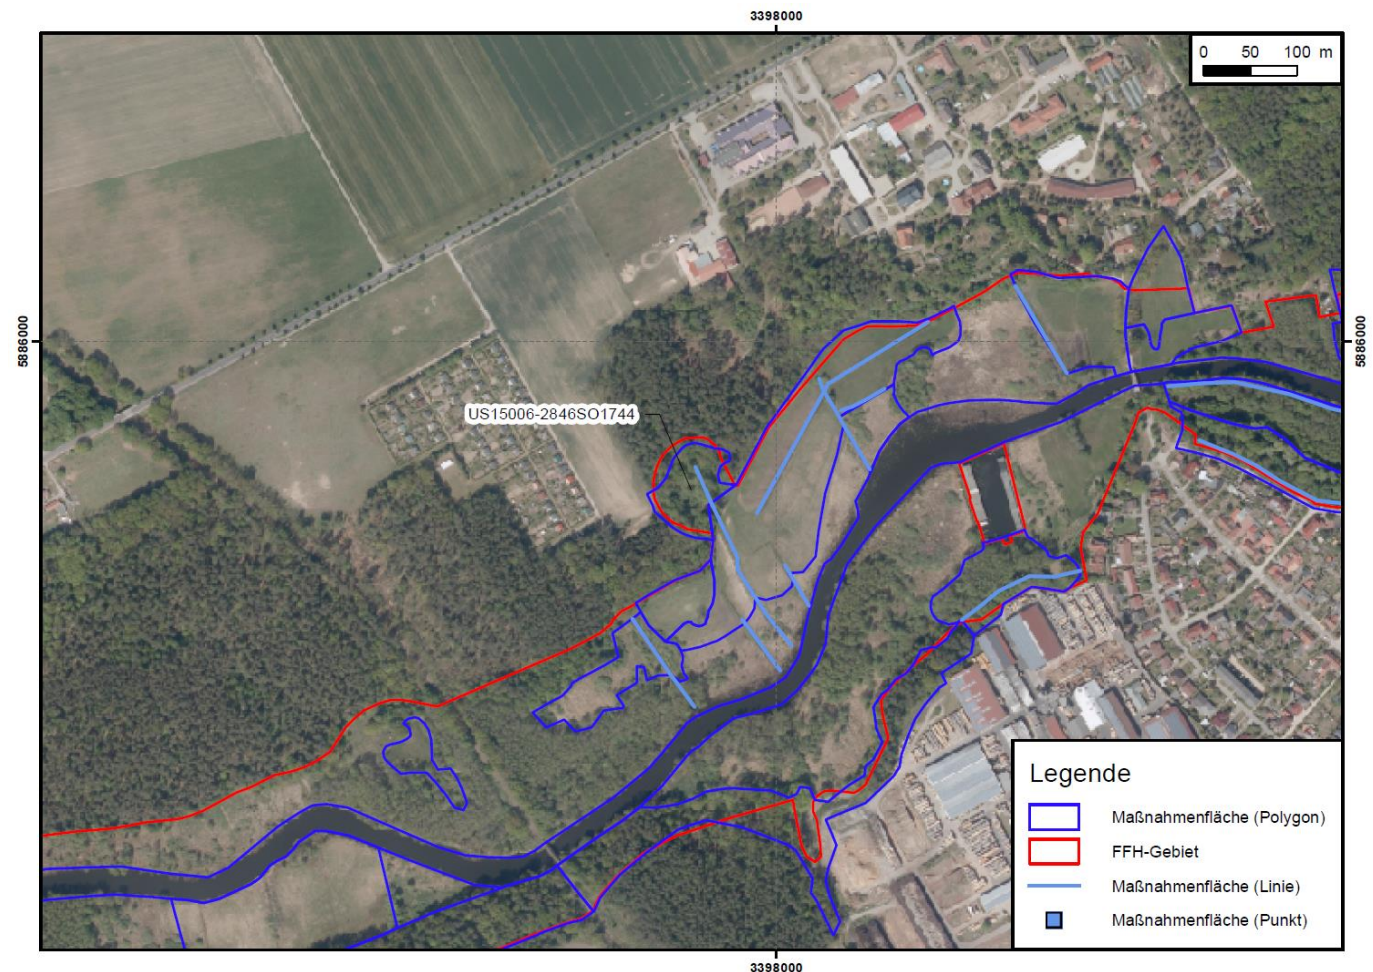 3398000
0 50 100 m
5886000
5886000
US15006-2846SO1744
Legende
Maßnahmenfläche (Polygon)
FFH-Gebiet
Maßnahmenfläche (Linie)
Maßnahmenfläche (Punkt)
3398000